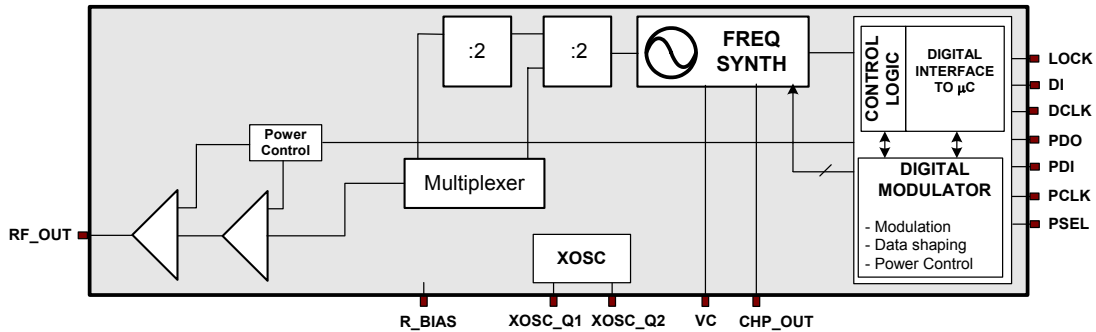 :2
:2
FREQ
SYNTH
CONTROL
LOGIC
DIGITAL
INTERFACE
TO μC
LOCK
DI
DCLK
PDO
PDI
PCLK
PSEL
Power
Control
Multiplexer
DIGITAL
MODULATOR
- Modulation
- Data shaping
- Power Control
RF_OUT
XOSC
R_BIAS
XOSC_Q1
XOSC_Q2
VC
CHP_OUT